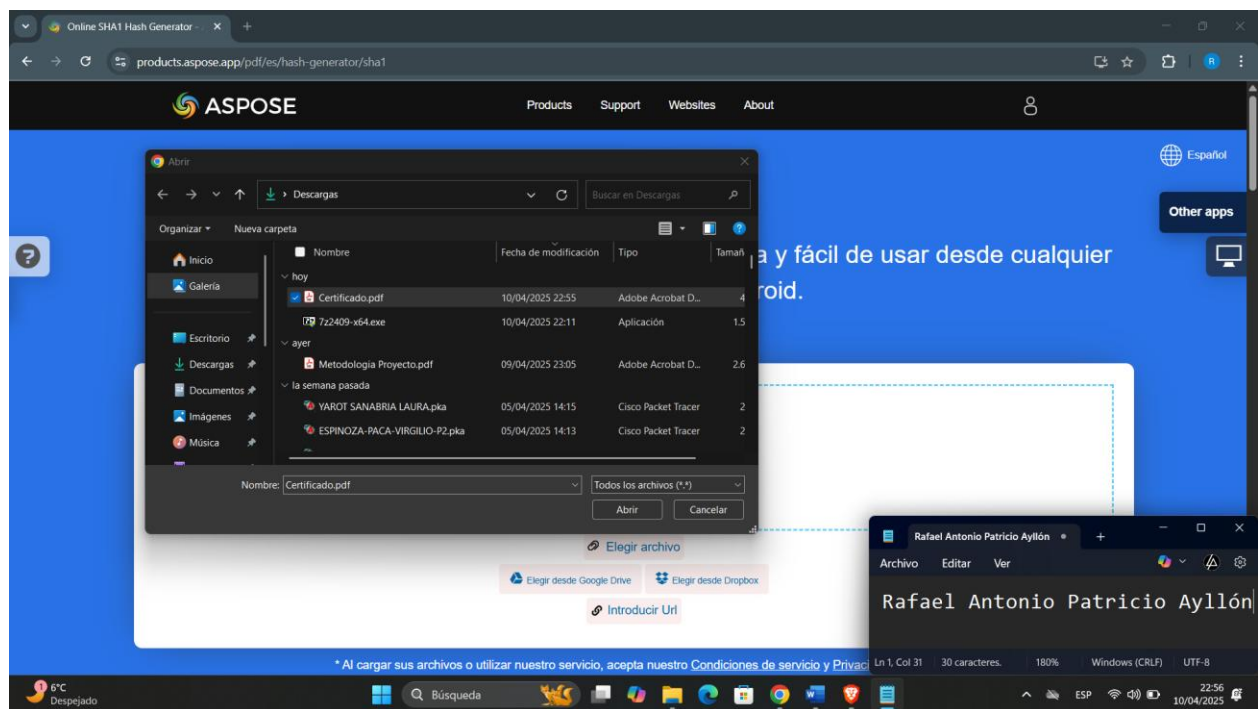 Online SHA1 Hash Generator -
products.aspose.app/pdf/es/hash-generator/sha1
R
ASPOSE
Products Support Websites About
Español
Other apps
a y fácil de usar desde cualquier
roid.
Abrir
Descargas
Buscar en Descargas
Organizar Nueva carpeta
Inicio
Galería
Escritorio
Descargas
Documentos
Imágenes
Música
Nombre Fecha de modificación Tipo Tamañ
hoy
Certificado.pdf 10/04/2025 22:55 Adobe Acrobat D... 4
7z2409-x64.exe 10/04/2025 22:11 Aplicación 1.5
ayer
Metodologia Proyecto.pdf 09/04/2025 23:05 Adobe Acrobat D... 2.6
la semana pasada
YAROT SANABRIA LAURA.pka 05/04/2025 14:15 Cisco Packet Tracer 2
ESPINOZA-PACA-VIRGILIO-P2.pka 05/04/2025 14:13 Cisco Packet Tracer 2
Nombre: Certificado.pdf Todos los archivos (*.*)
Abrir Cancelar
Elegir archivo
Elegir desde Google Drive Elegir desde Dropbox
Introducir Url
* Al cargar sus archivos o utilizar nuestro servicio, acepta nuestro Condiciones de servicio y Privaci
Rafael Antonio Patricio Ayllón
Archivo Editar Ver
Rafael Antonio Patricio Ayllón
Ln 1, Col 31 30 caracteres. 180% Windows (CRLF) UTF-8
1
6°C
Despejado
Búsqueda
ESP
22:56
10/04/2025